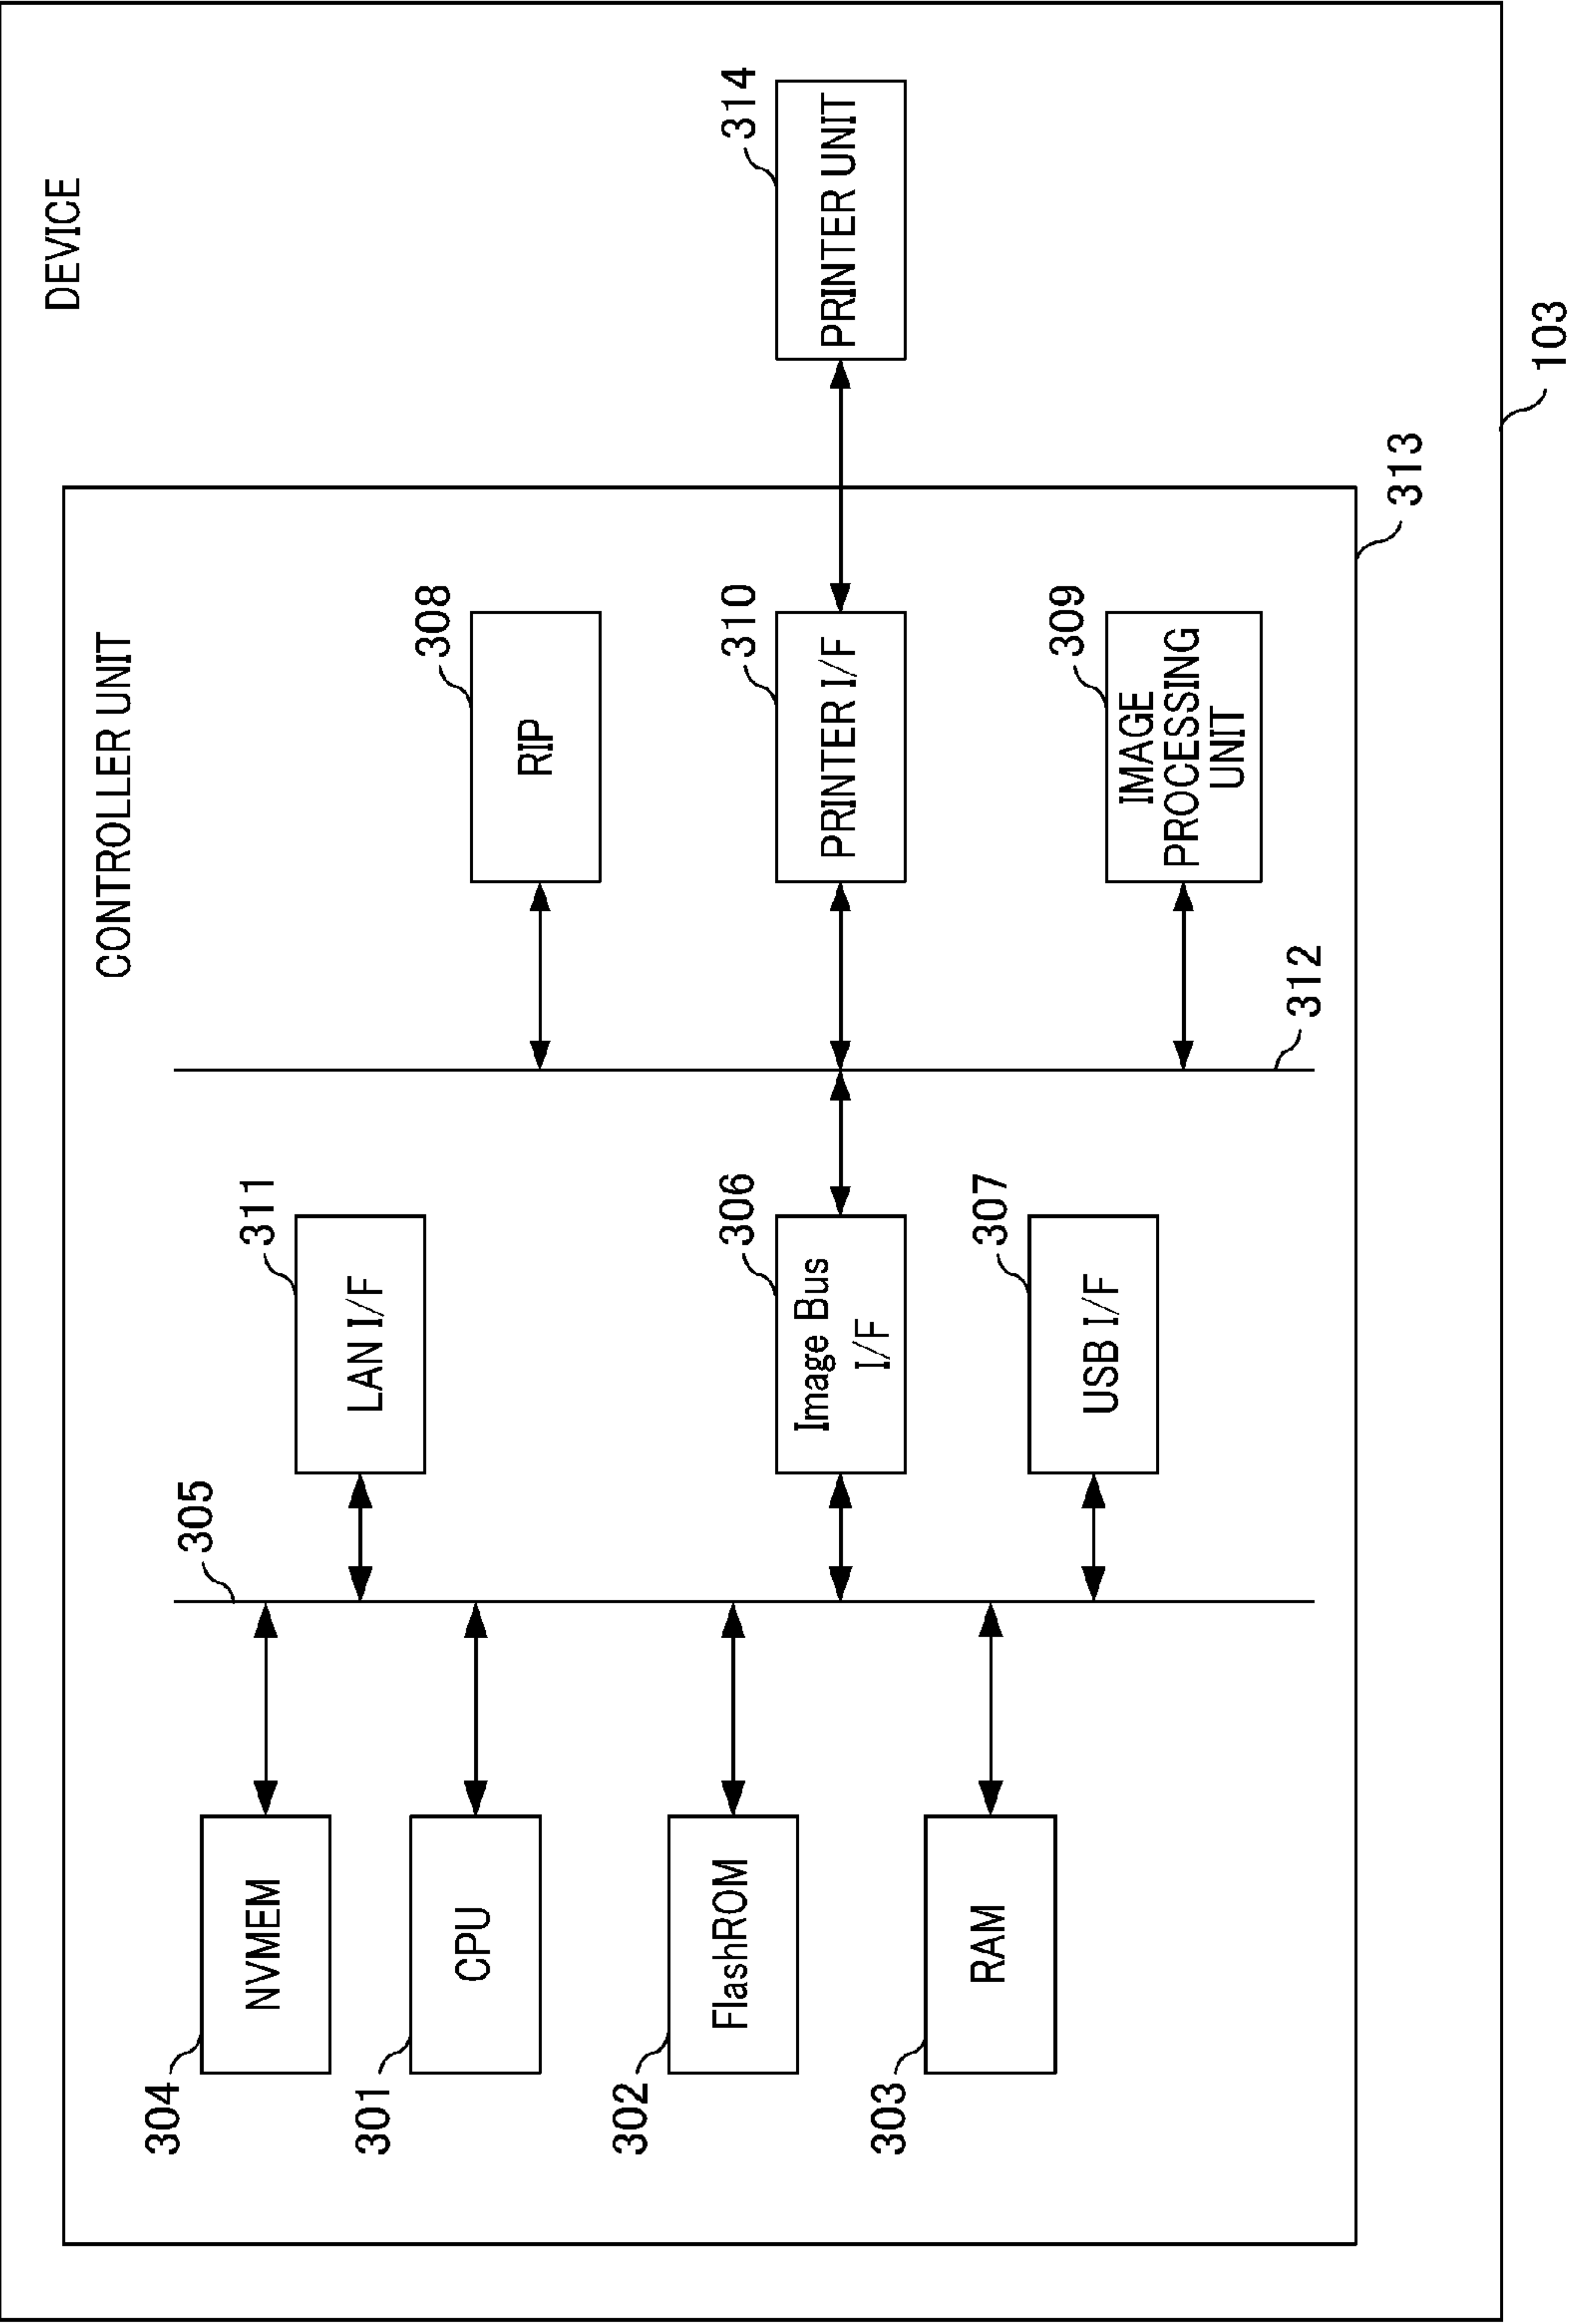 DEVICE
CONTROLLER UNIT
304
NVMEM
301
CPU
302
FlashROM
303
RAM
305
311
LAN I/F
306
Image Bus
I/F
307
USB I/F
312
308
RIP
310
PRINTER I/F
309
IMAGE
PROCESSING
UNIT
314
PRINTER UNIT
313
103